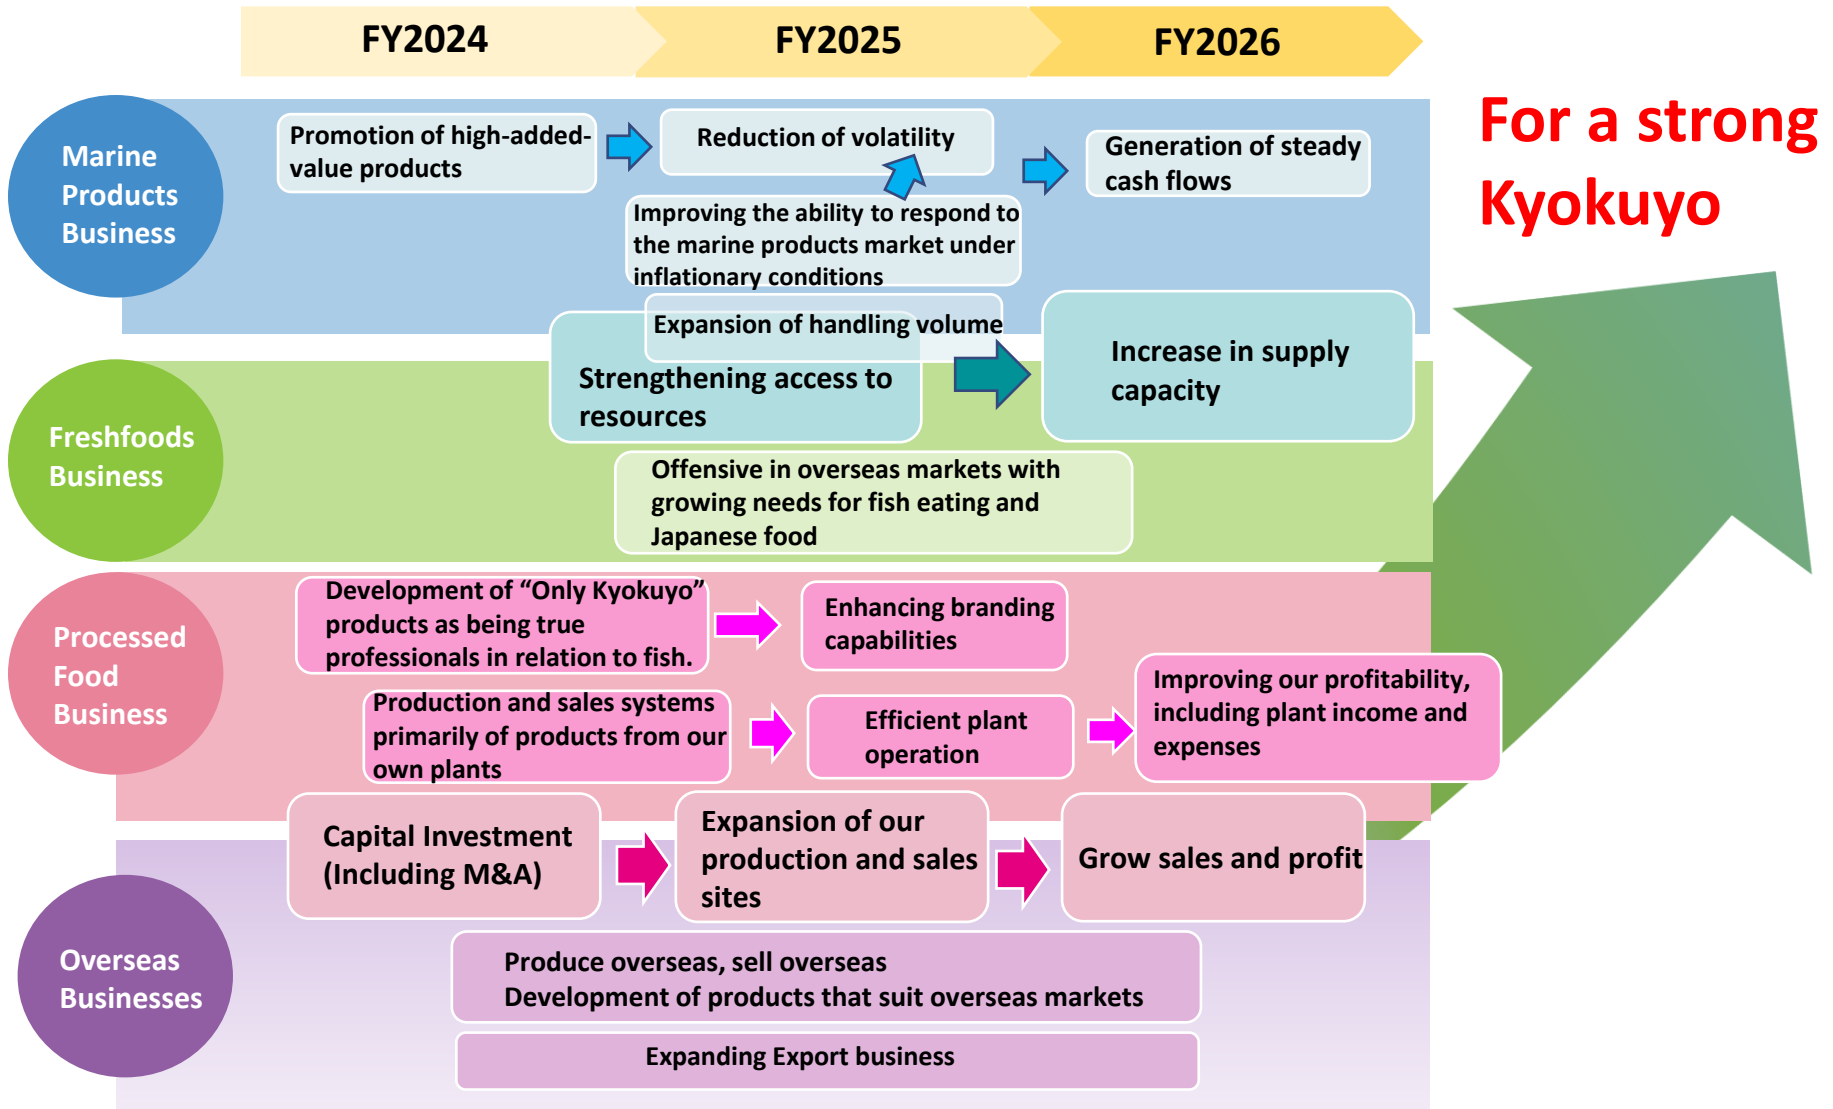 FY2024
FY2025
FY2026
For a strong
Kyokuyo
Marine
Products
Business
Promotion of high-added-
value products
Reduction of volatility
Generation of steady
cash flows
Improving the ability to respond to
the marine products market under
inflationary conditions
Expansion of handling volume
Strengthening access to
resources
Increase in supply
capacity
Freshfoods
Business
Offensive in overseas markets with
growing needs for fish eating and
Japanese food
Processed
Food
Business
Development of “Only Kyokuyo”
products as being true
professionals in relation to fish.
Enhancing branding
capabilities
Production and sales systems
primarily of products from our
own plants
Efficient plant
operation
Improving our profitability,
including plant income and
expenses
Capital Investment
(Including M&A)
Expansion of our
production and sales
sites
Grow sales and profit
Overseas
Businesses
Produce overseas, sell overseas
Development of products that suit overseas markets
Expanding Export business